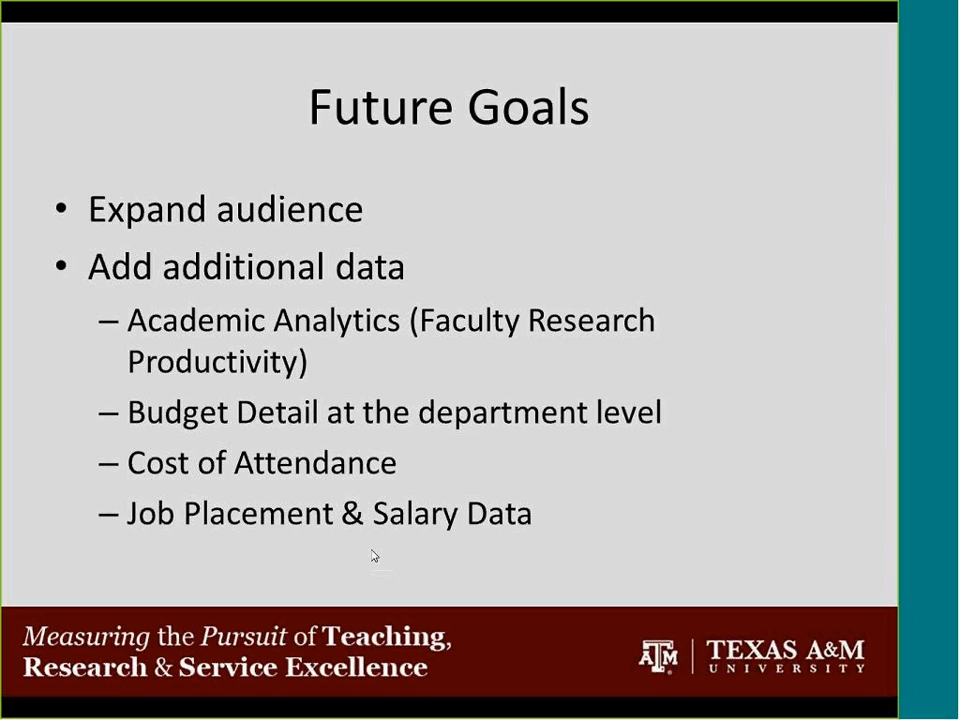 Future Goals
• Expand audience
• Add additional data
– Academic Analytics (Faculty Research
Productivity)
– Budget Detail at the department level
– Cost of Attendance
– Job Placement & Salary Data
Measuring the Pursuit of Teaching,
Research & Service Excellence
ATM
TEXAS A&M
UNIVERSITY